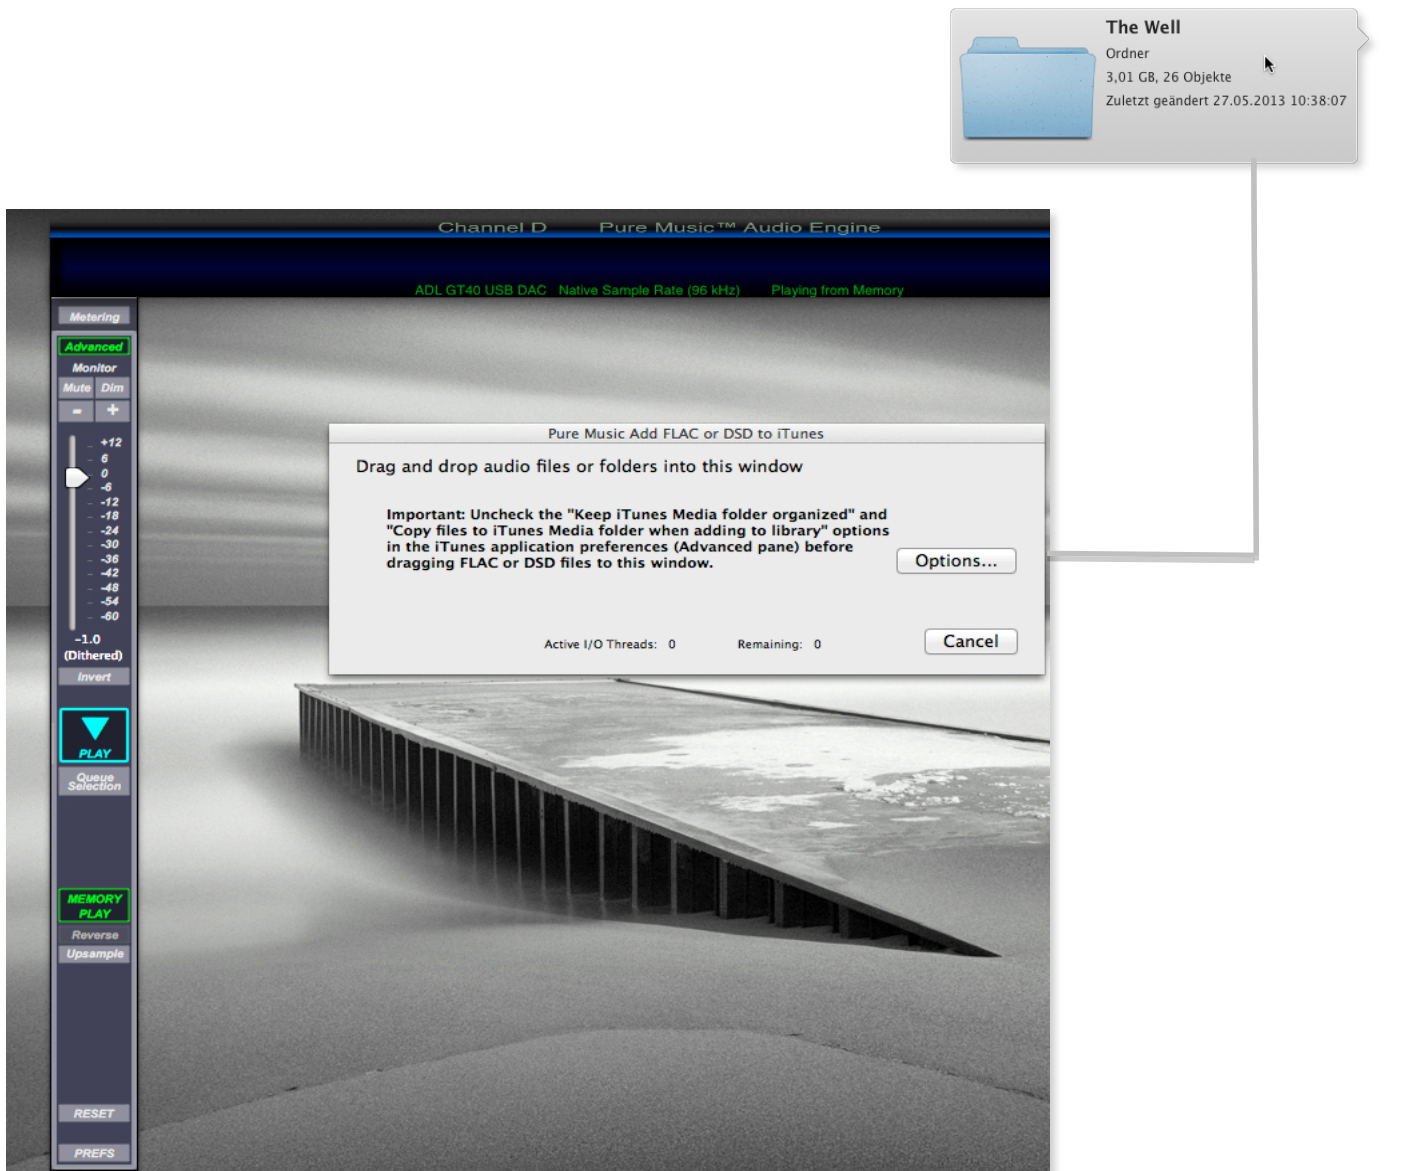 The Well
Ordner
3,01 GB, 26 Objekte
Zuletzt geändert 27.05.2013 10:38:07
Channel D Pure Music™ Audio Engine
ADL GT40 USB DAC Native Sample Rate (96 kHz) Playing from Memory
Metering
Advanced
Monitor
Mute Dim
- +
+12
6
0
-6
-12
-18
-24
-30
-36
-42
-48
-54
-60
-1.0
(Dithered)
Invert
PLAY
Queue
Selection
MEMORY
PLAY
Reverse
Upsample
RESET
PREFS
Pure Music Add FLAC or DSD to iTunes
Drag and drop audio files or folders into this window
Important: Uncheck the "Keep iTunes Media folder organized" and
"Copy files to iTunes Media folder when adding to library" options
in the iTunes application preferences (Advanced pane) before
dragging FLAC or DSD files to this window.
Options...
Active I/O Threads: 0 Remaining: 0
Cancel